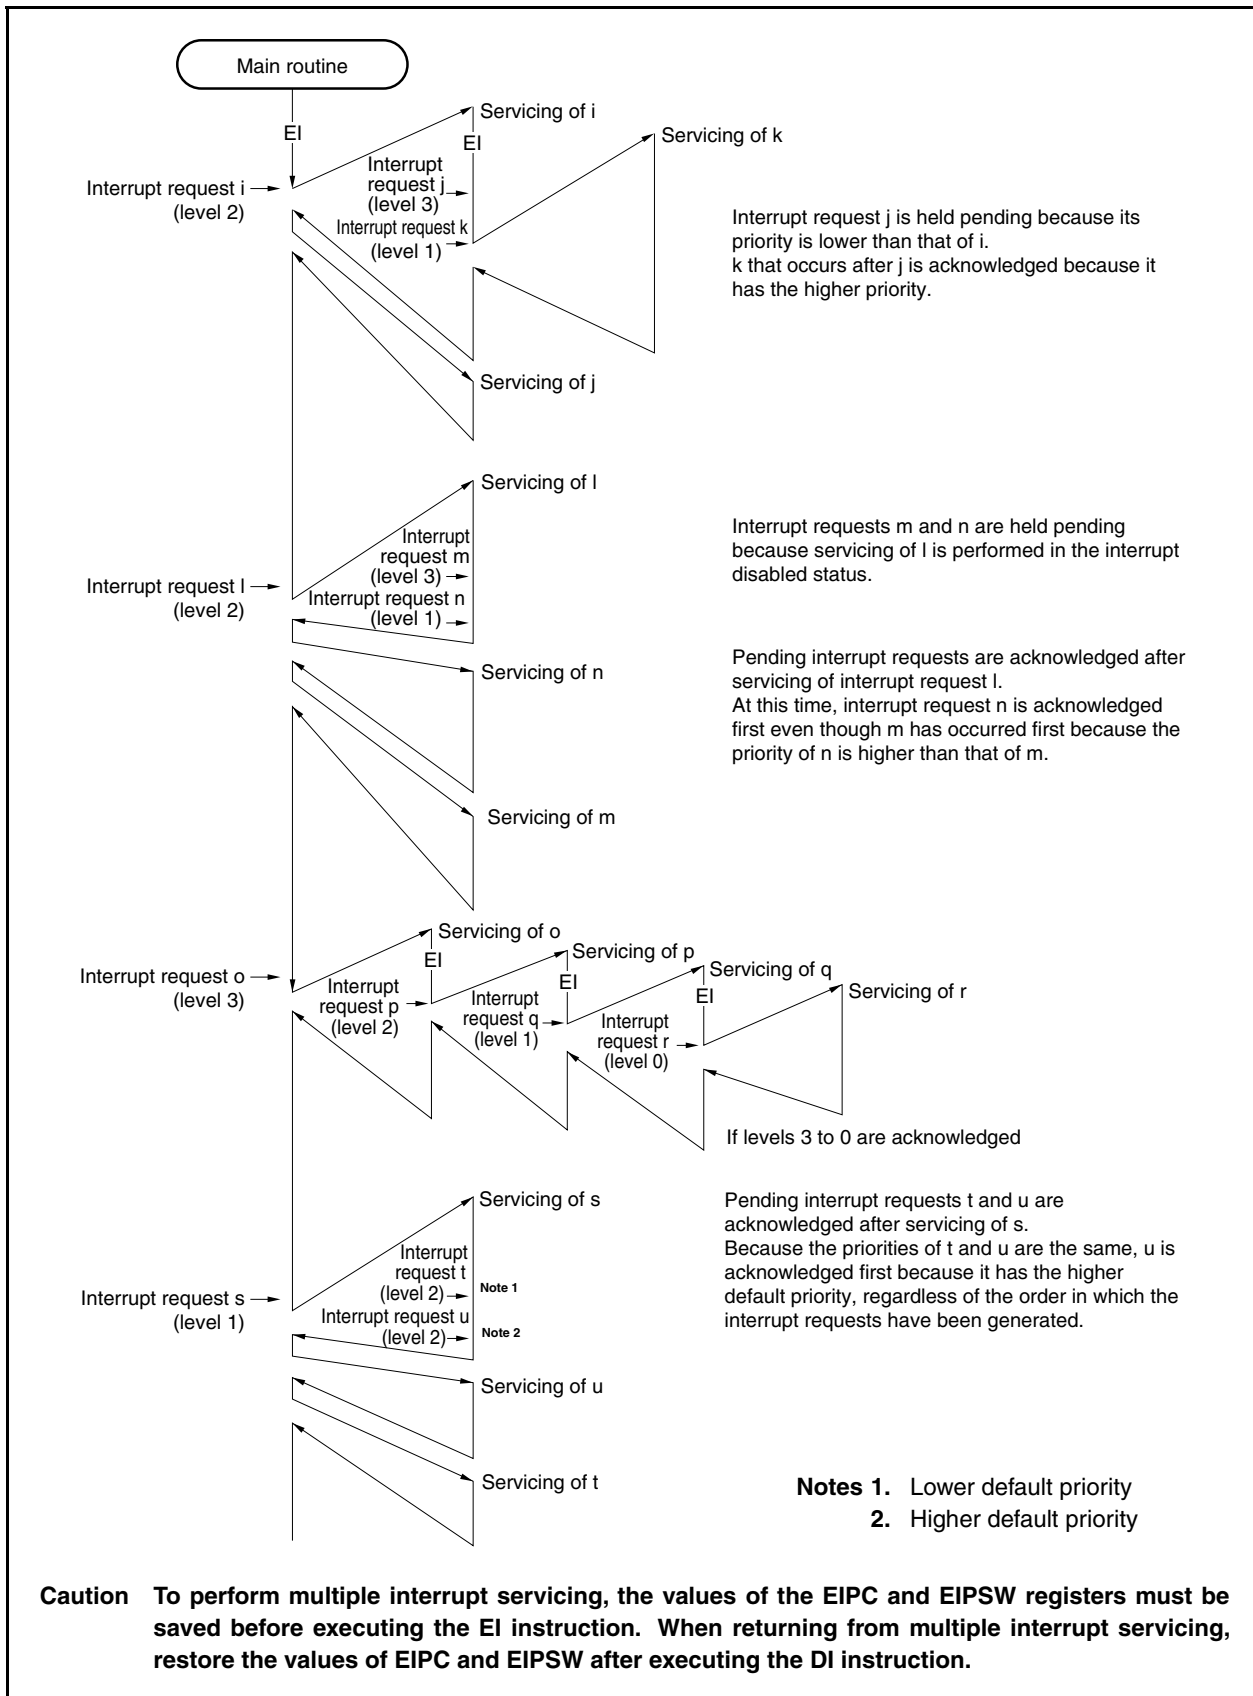 Main routine
EI
Servicing of i
EI
Servicing of k
Interrupt
request j
(level 3)
Interrupt request i
(level 2)
Interrupt request k
(level 1)
Interrupt request j is held pending because its
priority is lower than that of i.
k that occurs after j is acknowledged because it
has the higher priority.
Servicing of j
Servicing of l
Interrupt
request m
(level 3)
Interrupt request l
(level 2)
Interrupt request n
(level 1)
Interrupt requests m and n are held pending
because servicing of l is performed in the interrupt
disabled status.
Servicing of n
Pending interrupt requests are acknowledged after
servicing of interrupt request l.
At this time, interrupt request n is acknowledged
first even though m has occurred first because the
priority of n is higher than that of m.
Servicing of m
Servicing of o
EI
Servicing of p
EI
Servicing of q
EI
Servicing of r
Interrupt request o
(level 3)
Interrupt
request p
(level 2)
Interrupt
request q
(level 1)
Interrupt
request r
(level 0)
If levels 3 to 0 are acknowledged
Servicing of s
Interrupt
request t
(level 2)
Note 1
Interrupt request s
(level 1)
Interrupt request u
(level 2)
Note 2
Pending interrupt requests t and u are
acknowledged after servicing of s.
Because the priorities of t and u are the same, u is
acknowledged first because it has the higher
default priority, regardless of the order in which the
interrupt requests have been generated.
Servicing of u
Servicing of t
Notes 1. Lower default priority
2. Higher default priority
Caution To perform multiple interrupt servicing, the values of the EIPC and EIPSW registers must be
saved before executing the EI instruction. When returning from multiple interrupt servicing,
restore the values of EIPC and EIPSW after executing the DI instruction.